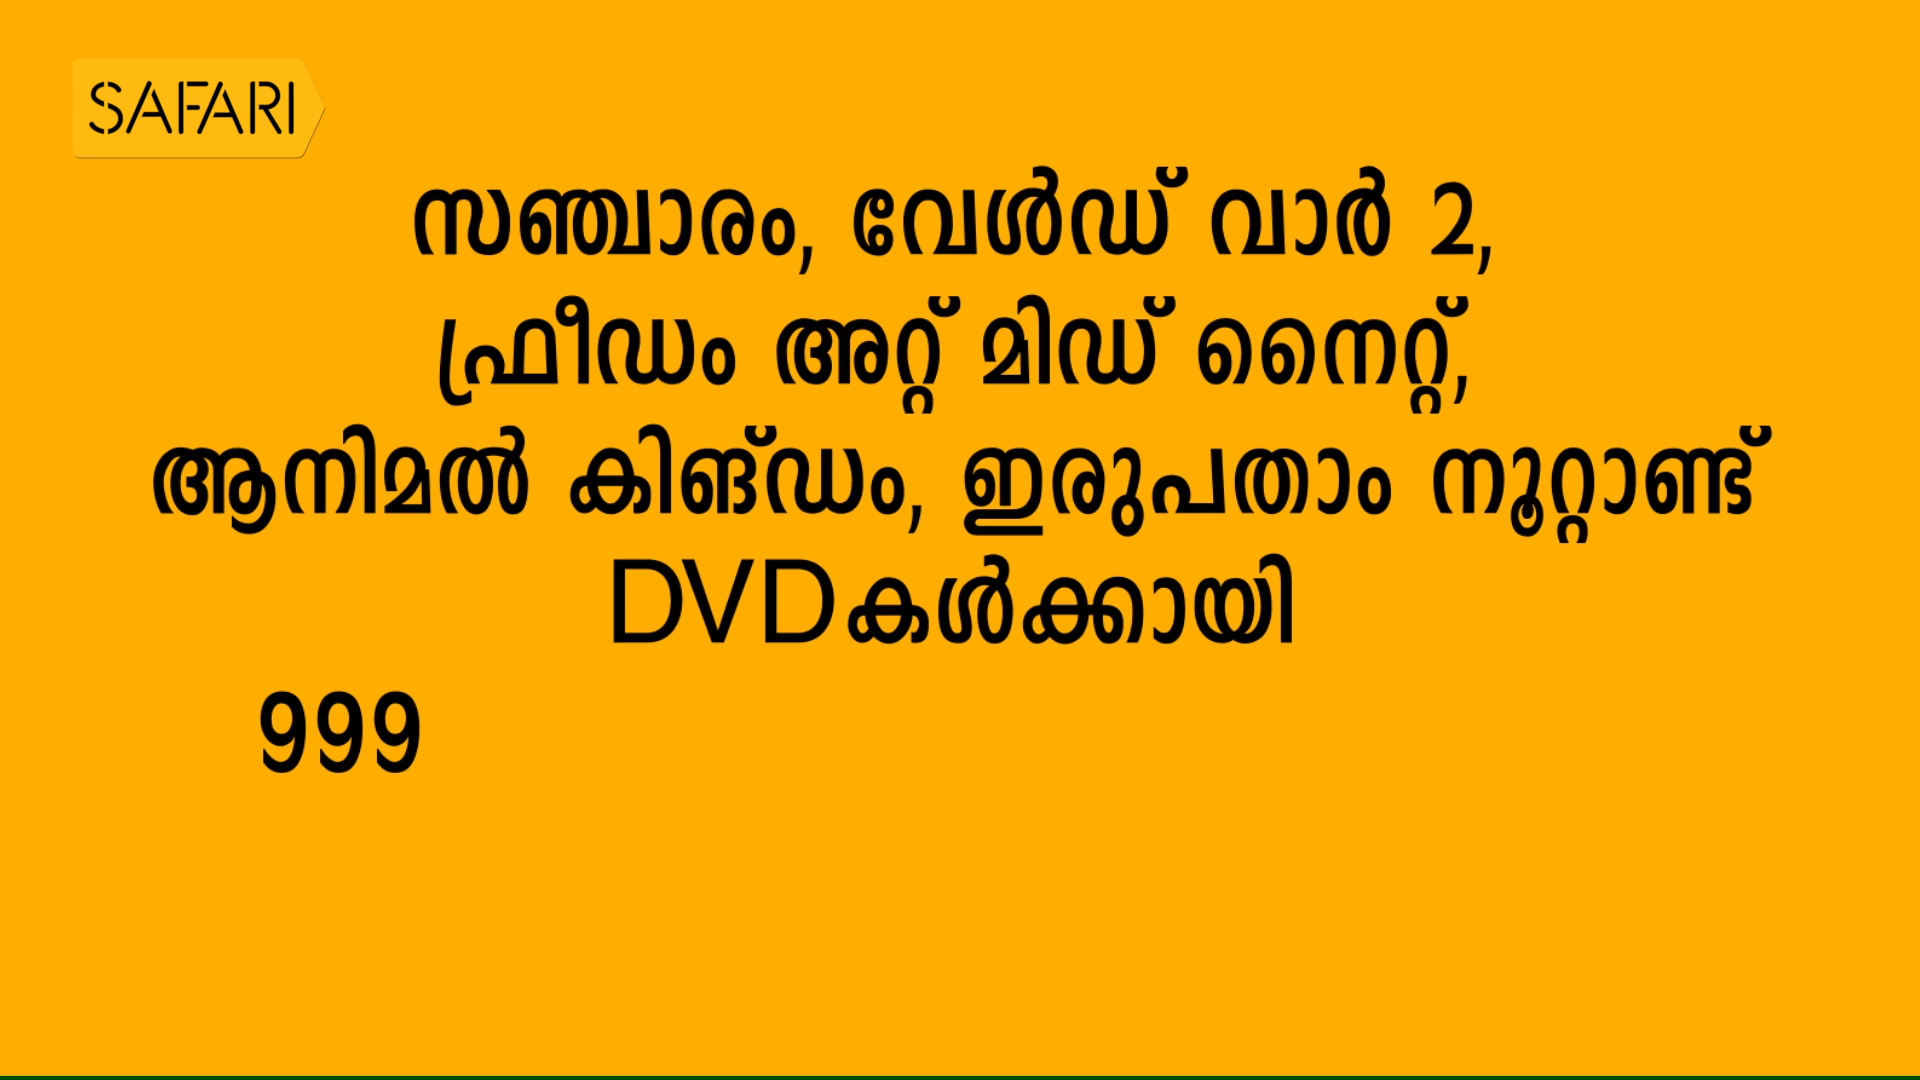 SAFARI
സഞ്ചാരം, വേൾഡ് വാർ 2,
ഫ്രീഡം അറ്റ് മിഡ് നൈറ്റ്,
ആനിമൽ കിങ്ഡം, ഇരുപതാം നൂറ്റാണ്ട്
DVDകൾക്കായി
999